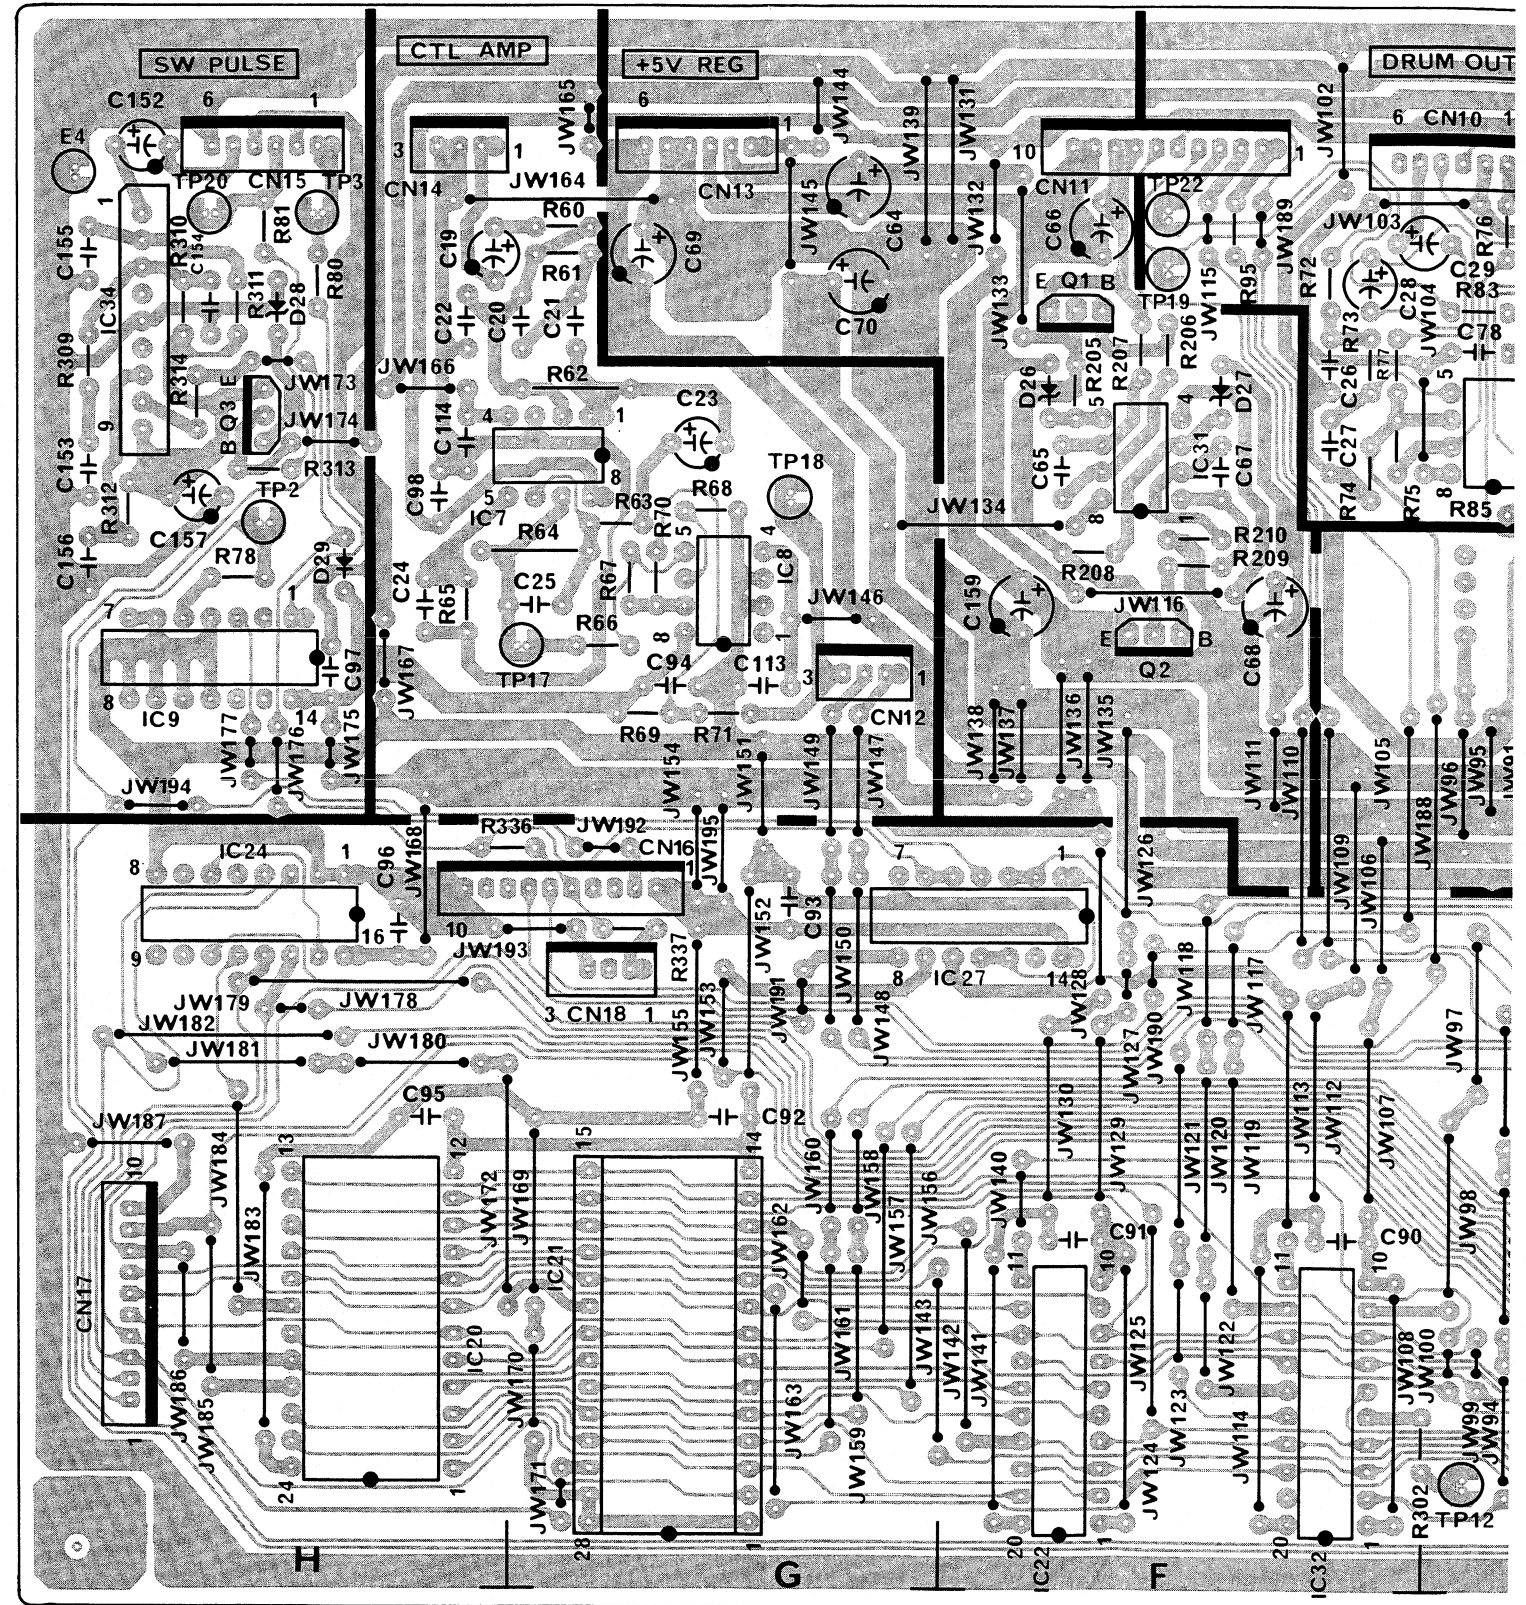 SW PULSE
CTL AMP
+5V REG
DRUM OUT
C152
6
1
JW165
6
JW144
JW139
JW131
JW102
6 CN10 1
E4
3
1
1
10
1
TP20
CN15
TP3
CN14
JW164
CN13
CN11
TP22
1
R310
C154
R81
R60
C19
C69
JW145
C64
JW132
C66
JW189
JW103
R76
C155
IC34
R311
D28
R80
R61
E Q1 B
TP19
JW115
R95
R72
C29
R83
C28
JW104
C78
C22
C20
C21
C70
JW133
R309
R314
JW173
JW166
R62
R205
R207
R206
R73
R77
C26
5
E
Q3
B
JW174
C114
4
1
C23
D26
5
4
D27
9
C153
R313
C98
TP18
C65
IC31
C67
C27
R312
TP2
5
IC7
8
R63
R68
R70
R74
R75
8
R85
C157
R64
5
4
JW134
8
1
R210
C156
R78
D29
C24
R65
C25
R67
IC8
R208
R209
7
1
R66
8
1
JW146
C159
JW116
C97
JW167
TP17
C94
C113
3
1
E
B
Q2
C68
8
IC9
14
CN12
JW177
JW176
JW175
R69
R71
JW154
JW151
JW149
JW147
JW138
JW137
JW136
JW135
JW111
JW110
JW105
JW96
JW95
JW91
JW194
R336
JW192
CN16
JW195
JW188
8
IC24
1
C96
JW168
1
7
1
JW126
JW109
JW106
9
16
10
JW193
R337
JW152
C93
JW150
8
IC27
14
JW128
JW118
JW117
JW179
JW178
3 CN18 1
JW182
JW181
JW180
JW155
JW153
JW191
JW148
JW127
JW190
JW97
C95
C92
JW130
JW129
JW121
JW120
JW119
JW113
JW112
JW107
JW187
10
JW184
13
12
15
14
JW160
JW158
JW156
JW140
JW183
JW172
JW169
JW162
JW157
11
C91
10
11
C90
10
JW98
CN17
IC21
IC20
JW161
JW143
JW142
JW141
JW125
JW122
JW108
JW100
JW186
JW185
1
JW170
JW163
JW159
JW123
JW124
JW114
JW99
JW94
24
1
JW171
R302
TP12
28
1
20
IC22
1
20
IC32
1
H
G
F